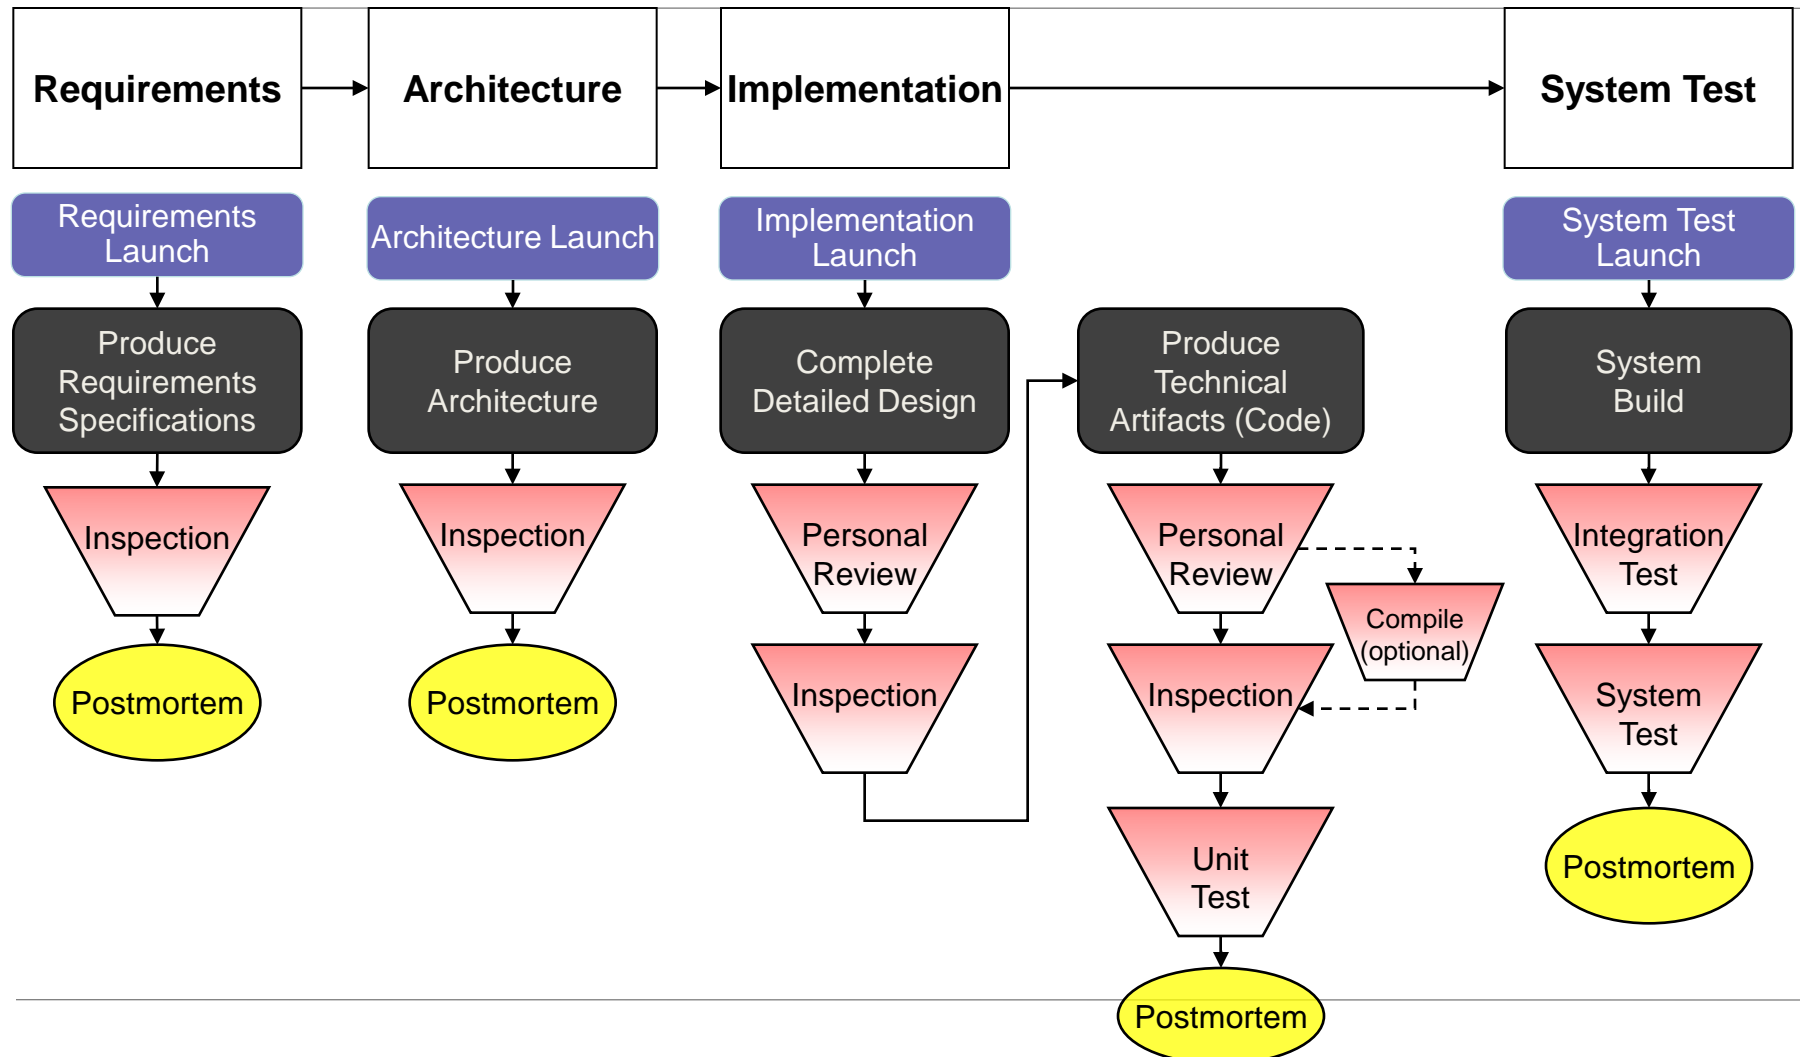 Requirements
Architecture
Implementation
System Test
Requirements
Launch
Architecture Launch
Implementation
Launch
System Test
Launch
Produce
Requirements
Specifications
Produce
Architecture
Complete
Detailed Design
Produce
Technical
Artifacts (Code)
System
Build
Inspection
Inspection
Personal
Review
Personal
Review
Integration
Test
Compile
(optional)
Postmortem
Postmortem
Inspection
Inspection
System
Test
Unit
Test
Postmortem
Postmortem